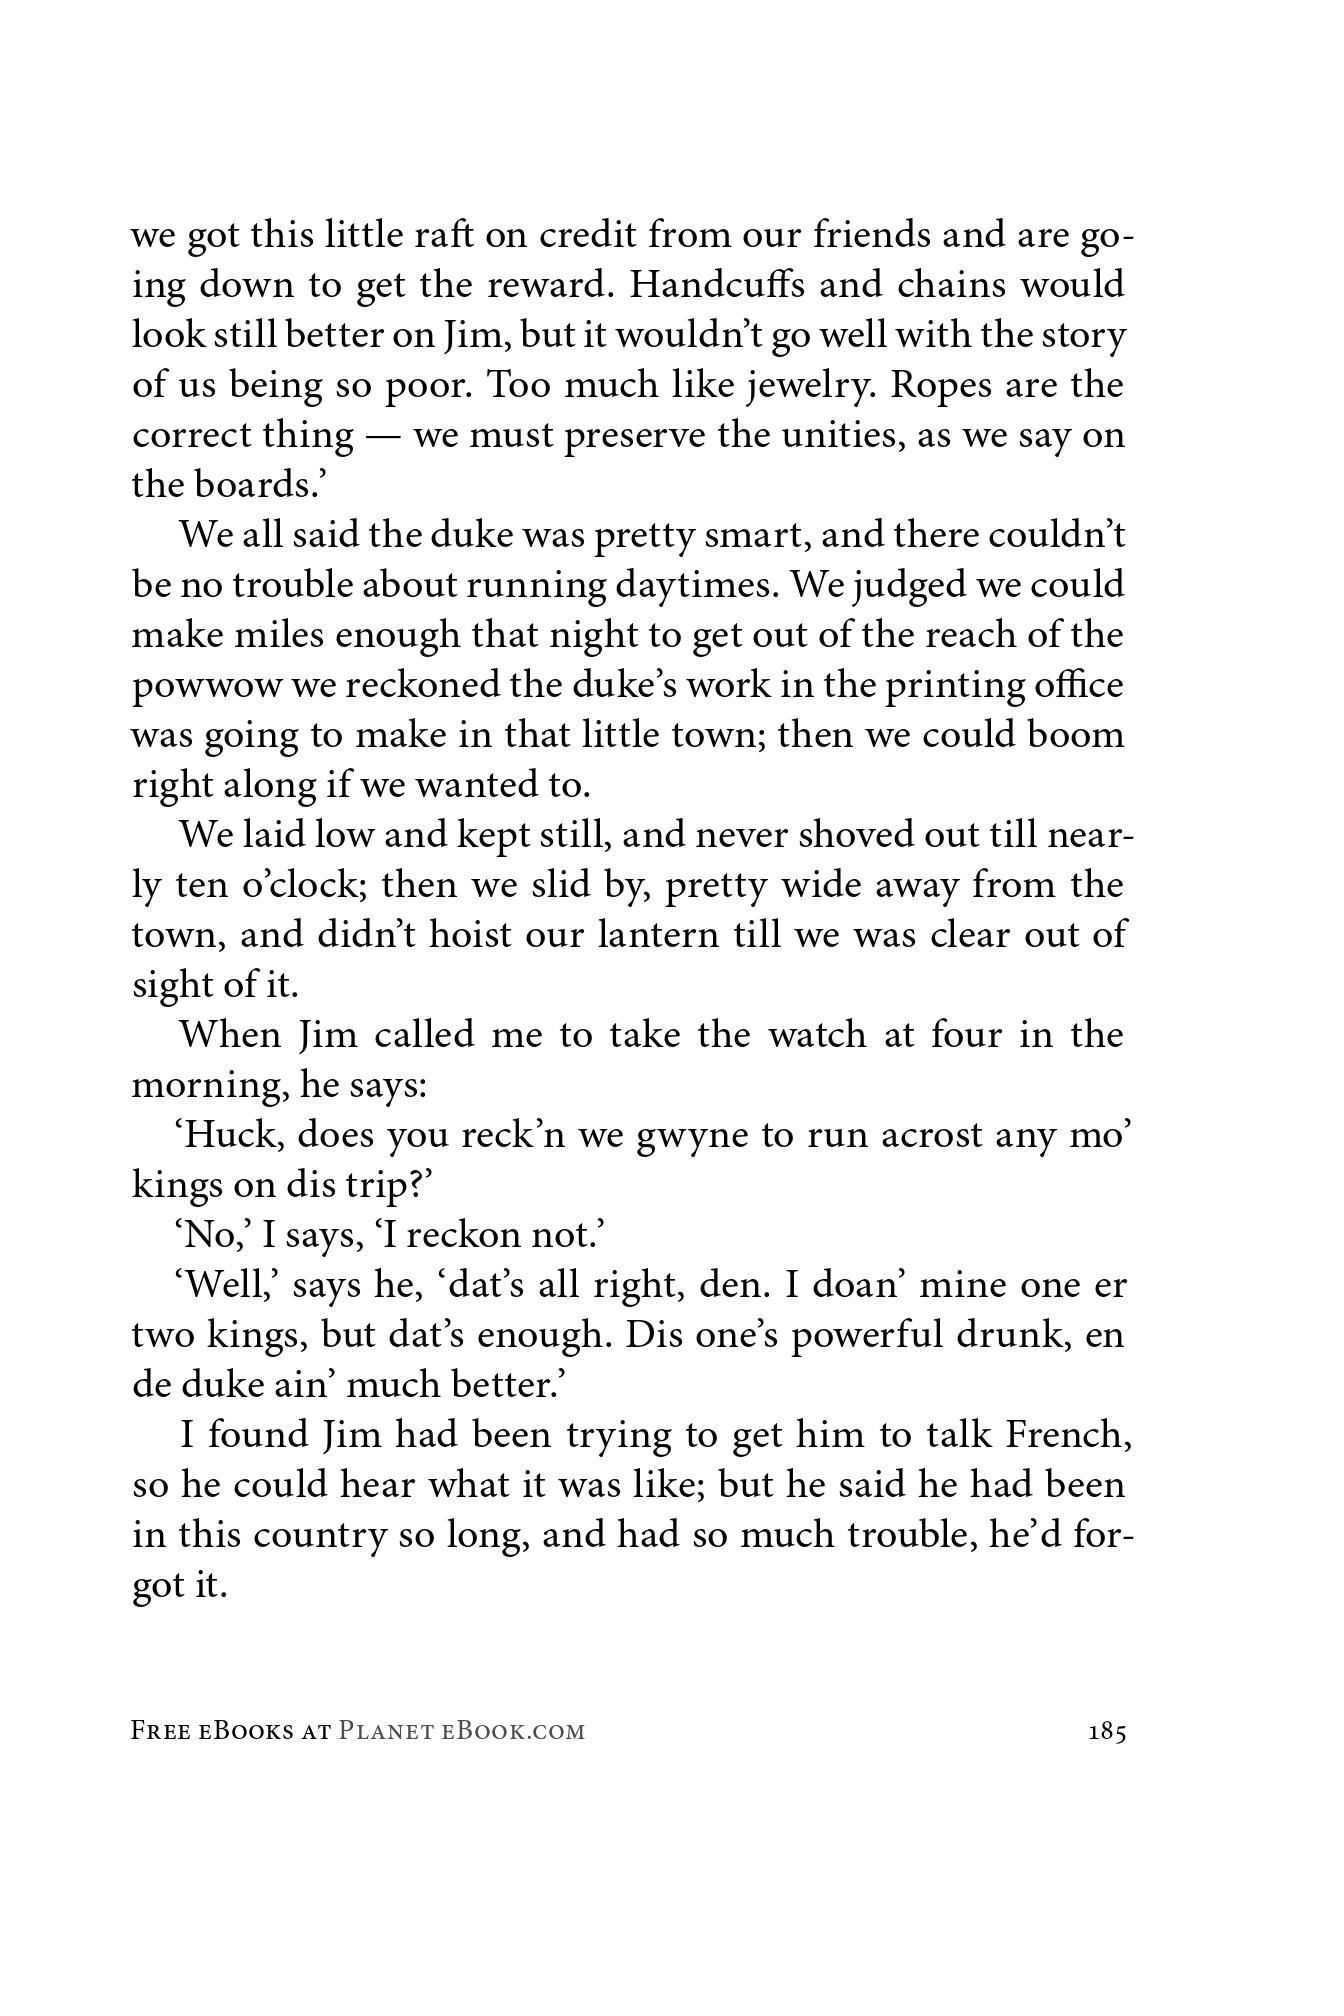 we got this little raft on credit from our friends and are go-
ing down to get the reward. Handcuffs and chains would
look still better on Jim, but it wouldn’t go well with the story
of us being so poor. Too much like jewelry. Ropes are the
correct thing — we must preserve the unities, as we say on
the boards.’
We all said the duke was pretty smart, and there couldn’t
be no trouble about running daytimes. We judged we could
make miles enough that night to get out of the reach of the
powwow we reckoned the duke’s work in the printing office
was going to make in that little town; then we could boom
right along if we wanted to.
We laid low and kept still, and never shoved out till near-
ly ten o’clock; then we slid by, pretty wide away from the
town, and didn’t hoist our lantern till we was clear out of
sight of it.
When Jim called me to take the watch at four in the
morning, he says:
‘Huck, does you reck’n we gwyne to run acrost any mo’
kings on dis trip?’
‘No,’ I says, ‘I reckon not.’
‘Well,’ says he, ‘dat’s all right, den. I doan’ mine one er
two kings, but dat’s enough. Dis one’s powerful drunk, en
de duke ain’ much better.’
I found Jim had been trying to get him to talk French,
so he could hear what it was like; but he said he had been
in this country so long, and had so much trouble, he’d for-
got it.
Free eBooks at Planet eBook.com 185